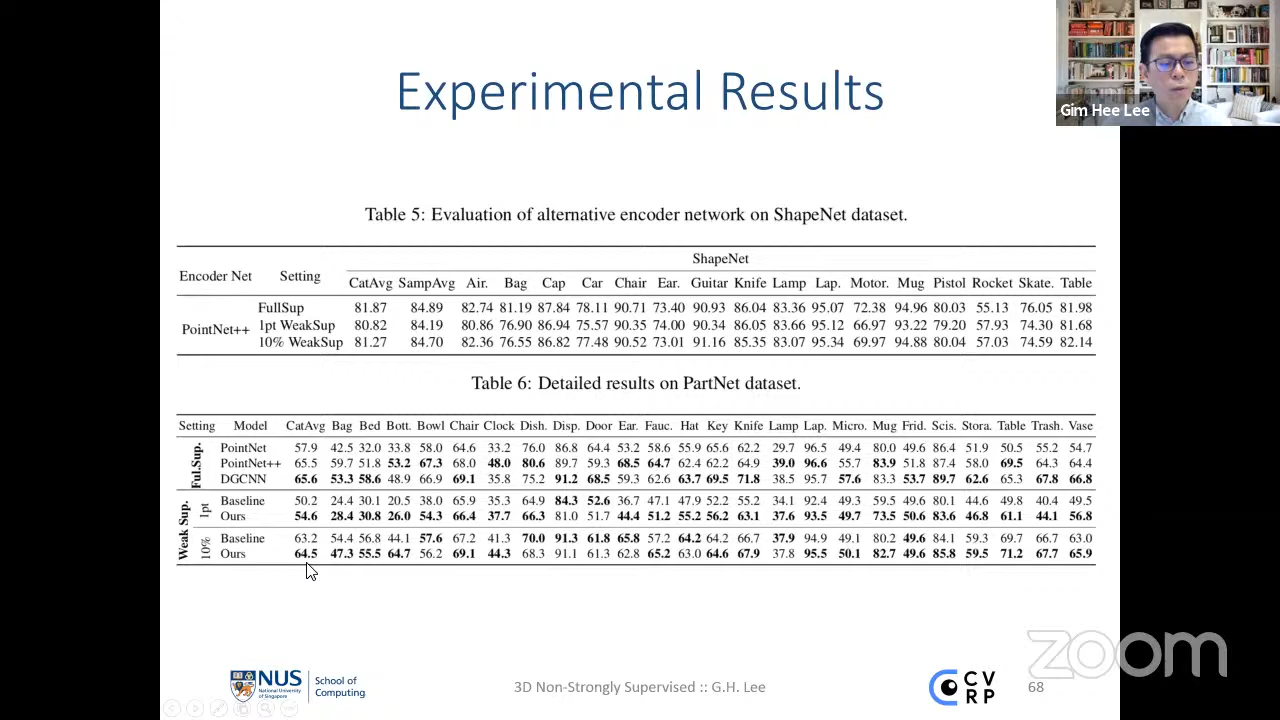 Experimental Results
Gim Hee Lee
Table 5: Evaluation of alternative encoder network on ShapeNet dataset.
Encoder Net Setting ShapeNet
CatAvg SampAvg Air. Bag Cap Car Chair Ear. Guitar Knife Lamp Lap. Motor. Mug Pistol Rocket Skate. Table
PointNet++
FullSup 81.87 84.89 82.74 81.19 87.84 78.11 90.71 73.40 90.93 86.04 83.36 95.07 72.38 94.96 80.03 55.13 76.05 81.98
1pt WeakSup 80.82 84.19 80.86 76.90 86.94 75.57 90.35 74.00 90.34 86.05 83.66 95.12 66.97 93.22 79.20 57.93 74.30 81.68
10% WeakSup 81.27 84.70 82.36 76.55 86.82 77.48 90.52 73.01 91.16 85.35 83.07 95.34 69.97 94.88 80.04 57.03 74.59 82.14
Table 6: Detailed results on PartNet dataset.
Setting Model CatAvg Bag Bed Bott. Bowl Chair Clock Dish. Disp. Door Ear. Fauc. Hat Key Knife Lamp Lap. Micro. Mug Frid. Scis. Stora. Table Trash. Vase
Ful.Sup.
PointNet 57.9 42.5 32.0 33.8 58.0 64.6 33.2 76.0 86.8 64.4 53.2 58.6 55.9 65.6 62.2 29.7 96.5 49.4 80.0 49.6 86.4 51.9 50.5 55.2 54.7
PointNet++ 65.5 59.7 51.8 53.2 67.3 68.0 48.0 80.6 89.7 59.3 68.5 64.7 62.4 62.2 64.9 39.0 96.6 55.7 83.9 51.8 87.4 58.0 69.5 64.3 64.4
DGCNN 65.6 53.3 58.6 48.9 66.9 69.1 35.8 75.2 91.2 68.5 59.3 62.6 63.7 69.5 71.8 38.5 95.7 57.6 83.3 53.7 89.7 62.6 65.3 67.8 66.8
Weak Sup.
1pt
Baseline 50.2 24.4 30.1 20.5 38.0 65.9 35.3 64.9 84.3 52.6 36.7 47.1 47.9 52.2 55.2 34.1 92.4 49.3 59.5 49.6 80.1 44.6 49.8 40.4 49.5
Ours 54.6 28.4 30.8 26.0 54.3 66.4 37.7 66.3 81.0 51.7 44.4 51.2 55.2 56.2 63.1 37.6 93.5 49.7 73.5 50.6 83.6 46.8 61.1 44.1 56.8
10%
Baseline 63.2 54.4 56.8 44.1 57.6 67.2 41.3 70.0 91.3 61.8 65.8 57.2 64.2 64.2 66.7 37.9 94.9 49.1 80.2 49.6 84.1 59.3 69.7 66.7 63.0
Ours 64.5 47.3 55.5 64.7 56.2 69.1 44.3 68.3 91.1 61.3 62.8 65.2 63.0 64.6 67.9 37.8 95.5 50.1 82.7 49.6 85.8 59.5 71.2 67.7 65.9
zoom
NUS
National University
of Singapore
School of
Computing
3D Non-Strongly Supervised :: G.H. Lee
CV
RP
68